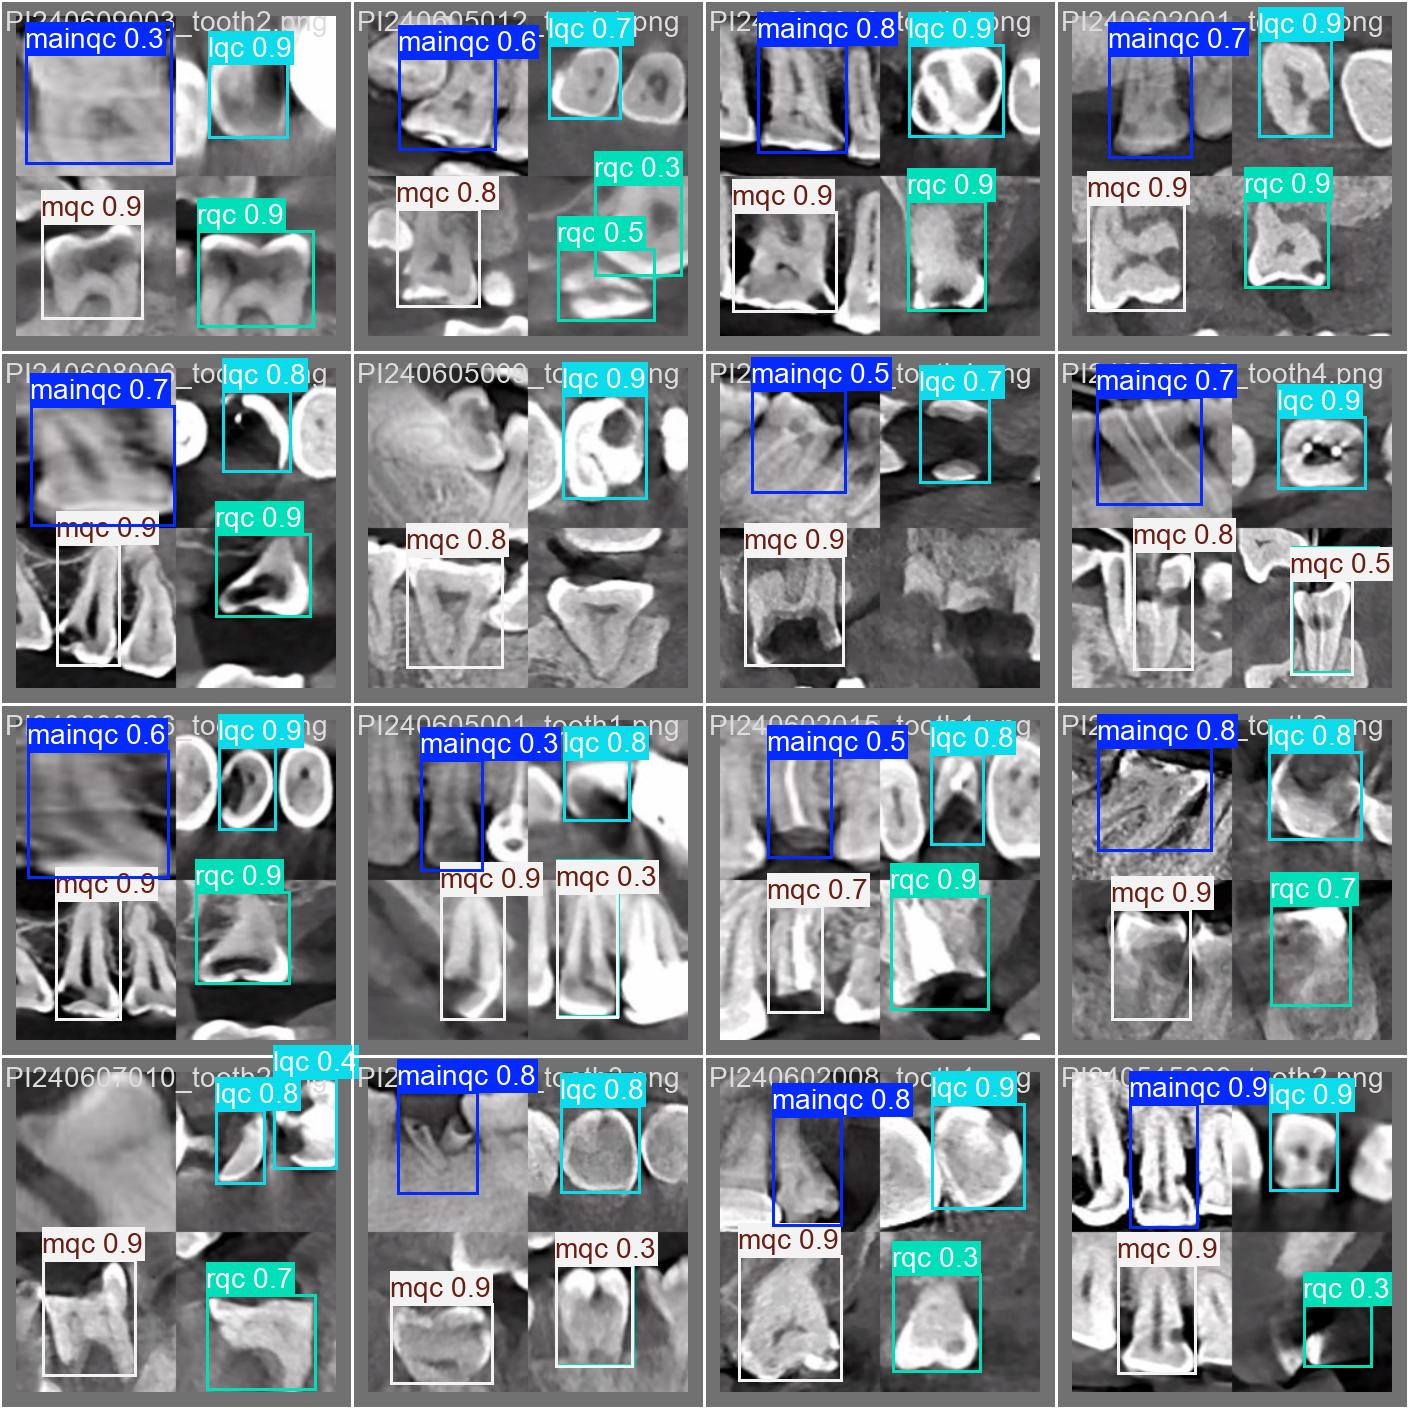 PI240609003_tooth2.png
mainqc 0.3
lqc 0.9
mqc 0.9
rqc 0.9
PI240605012
mainqc 0.6
lqc 0.7
mqc 0.8
rqc 0.3
rqc 0.5
mainqc 0.8
lqc 0.9
mqc 0.9
rqc 0.9
PI240602001
mainqc 0.7
lqc 0.9
mqc 0.9
rqc 0.9
mainqc 0.7
lqc 0.8
mqc 0.9
rqc 0.9
lqc 0.9
mqc 0.8
mainqc 0.5
lqc 0.7
mqc 0.9
_tooth4.png
mainqc 0.7
lqc 0.9
mqc 0.8
mqc 0.5
mainqc 0.6
lqc 0.9
mqc 0.9
rqc 0.9
PI240605001_tooth1.png
mainqc 0.3
lqc 0.8
mqc 0.9
mqc 0.3
PI240602015_tooth1.png
mainqc 0.5
lqc 0.8
mqc 0.7
rqc 0.9
mainqc 0.8
lqc 0.8
mqc 0.9
rqc 0.7
PI240607010
lqc 0.4
lqc 0.8
mqc 0.9
rqc 0.7
mainqc 0.8
lqc 0.8
mqc 0.9
mqc 0.3
PI240602008
mainqc 0.8
lqc 0.9
mqc 0.9
rqc 0.3
mainqc 0.9
lqc 0.9
mqc 0.9
rqc 0.3